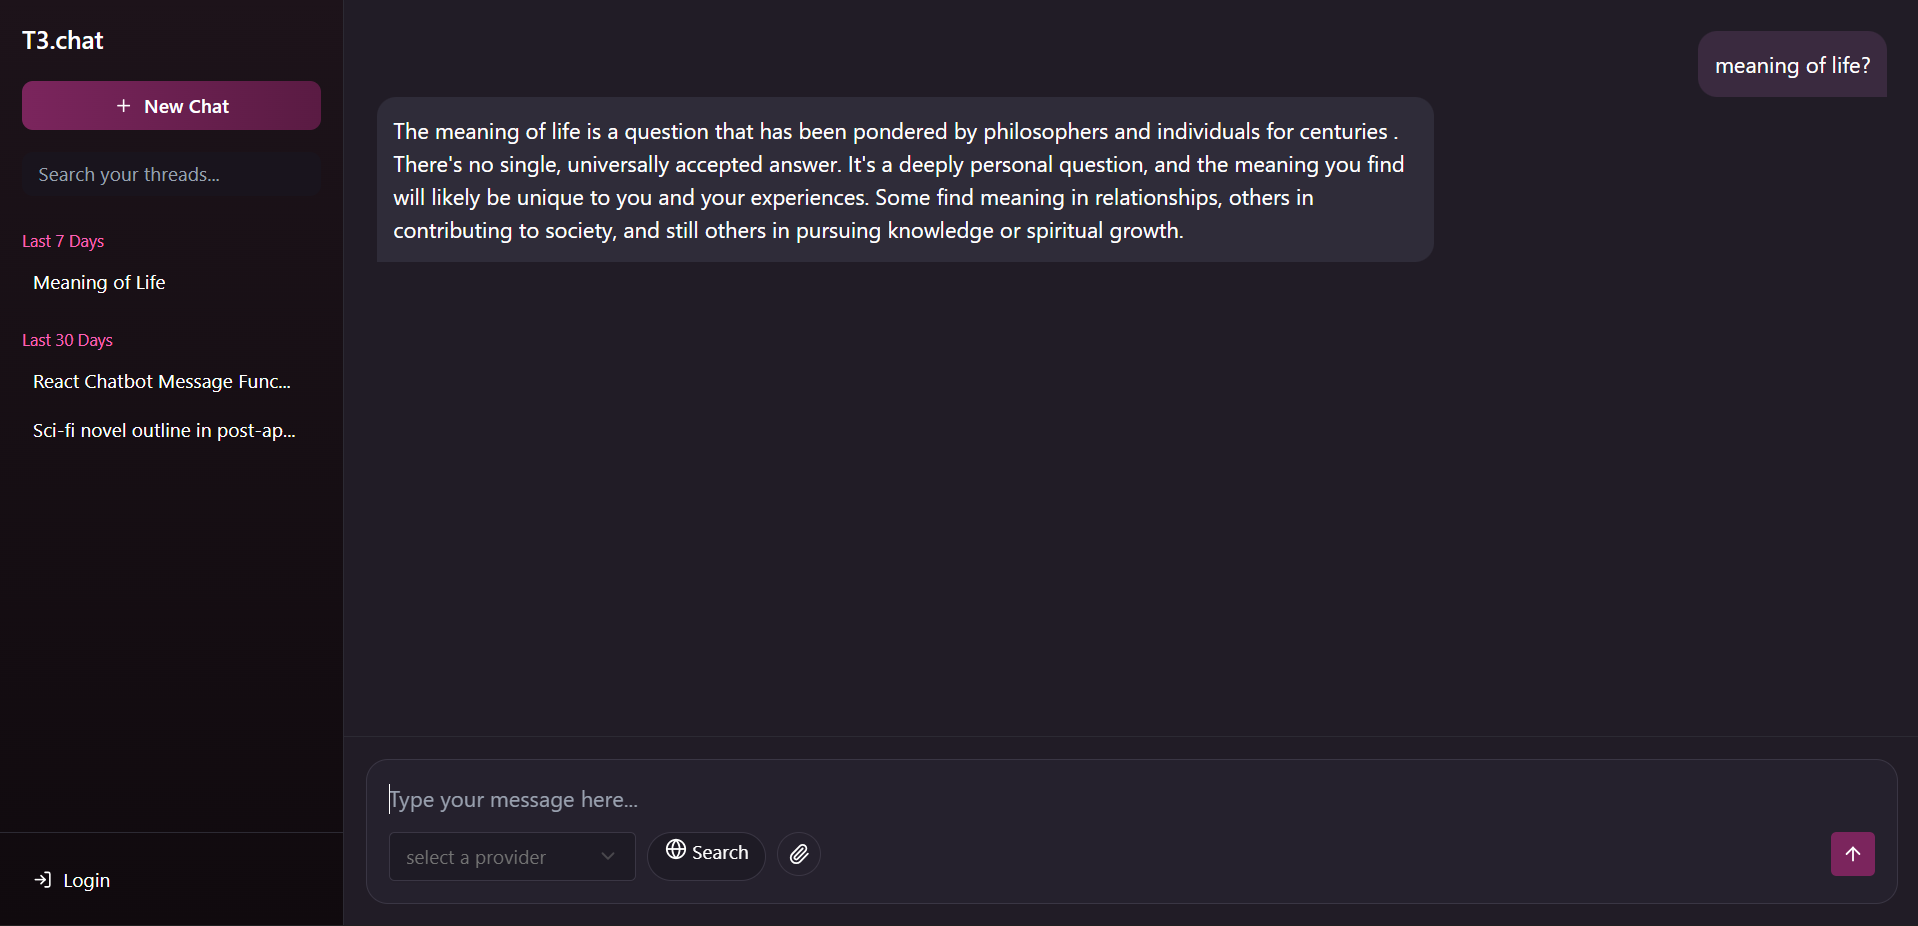 T3.chat
New Chat
Search your threads...
Last 7 Days
Meaning of Life
Last 30 Days
React Chatbot Message Func...
Sci-fi novel outline in post-ap...
Login
meaning of life?
The meaning of life is a question that has been pondered by philosophers and individuals for centuries .
There's no single, universally accepted answer. It's a deeply personal question, and the meaning you find
will likely be unique to you and your experiences. Some find meaning in relationships, others in
contributing to society, and still others in pursuing knowledge or spiritual growth.
Type your message here...
select a provider
Search